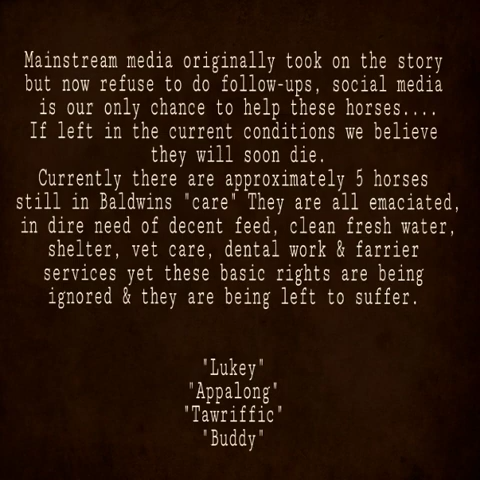 Mainstream media originally took on the story
but now refuse to do follow-ups, social media
is our only chance to help these horses....
If left in the current conditions we believe
they will soon die.
Currently there are approximately 5 horses
still in Baldwins "care" They are all emaciated,
in dire need of decent feed, clean fresh water,
shelter, vet care, dental work & farrier
services yet these basic rights are being
ignored & they are being left to suffer.
"Lukey"
"Appalong"
"Tawriffic"
"Buddy"